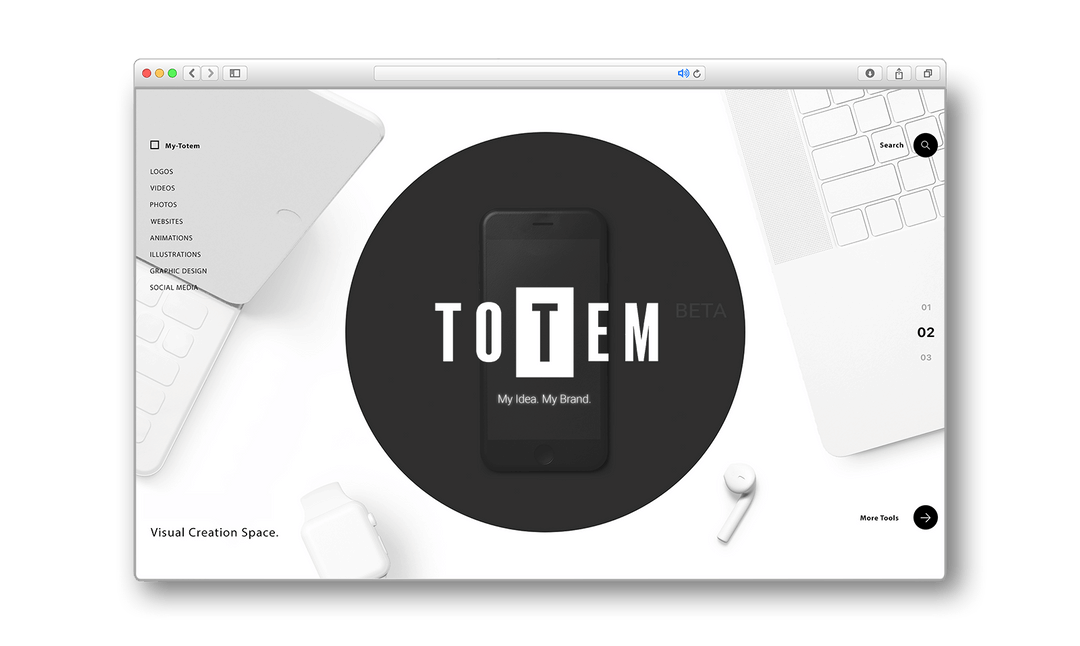 My-Totem
Search
LOGOS
VIDEOS
PHOTOS
WEBSITES
ANIMATIONS
ILLUSTRATIONS
GRAPHIC DESIGN
SOCIAL MEDIA
TOTEM BETA
My Idea. My Brand.
01
02
03
Visual Creation Space.
More Tools